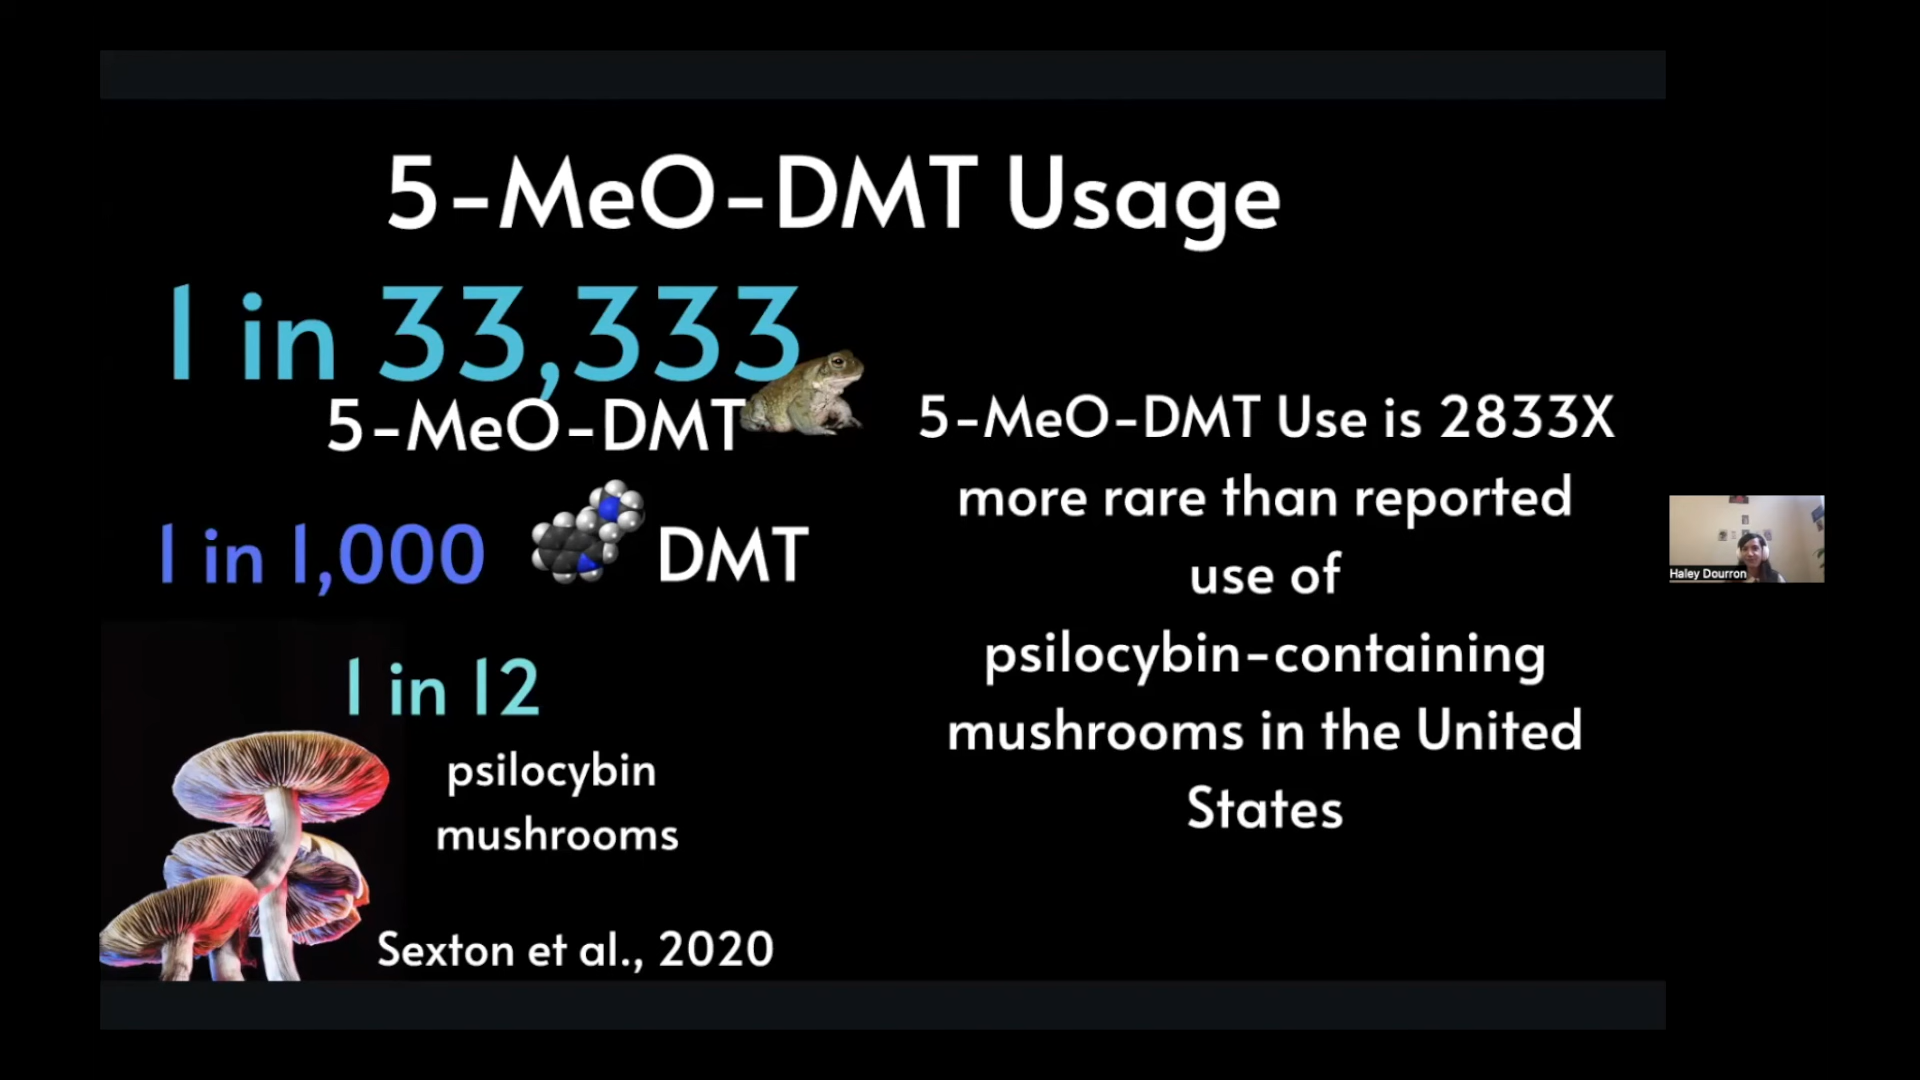 5-MeO-DMT Usage
1 in 33,333
5-MeO-DMT
1 in 1,000
DMT
1 in 12
psilocybin
mushrooms
Sexton et al., 2020
5-MeO-DMT Use is 2833X
more rare than reported
use of
psilocybin-containing
mushrooms in the United
States
Haley Dourron